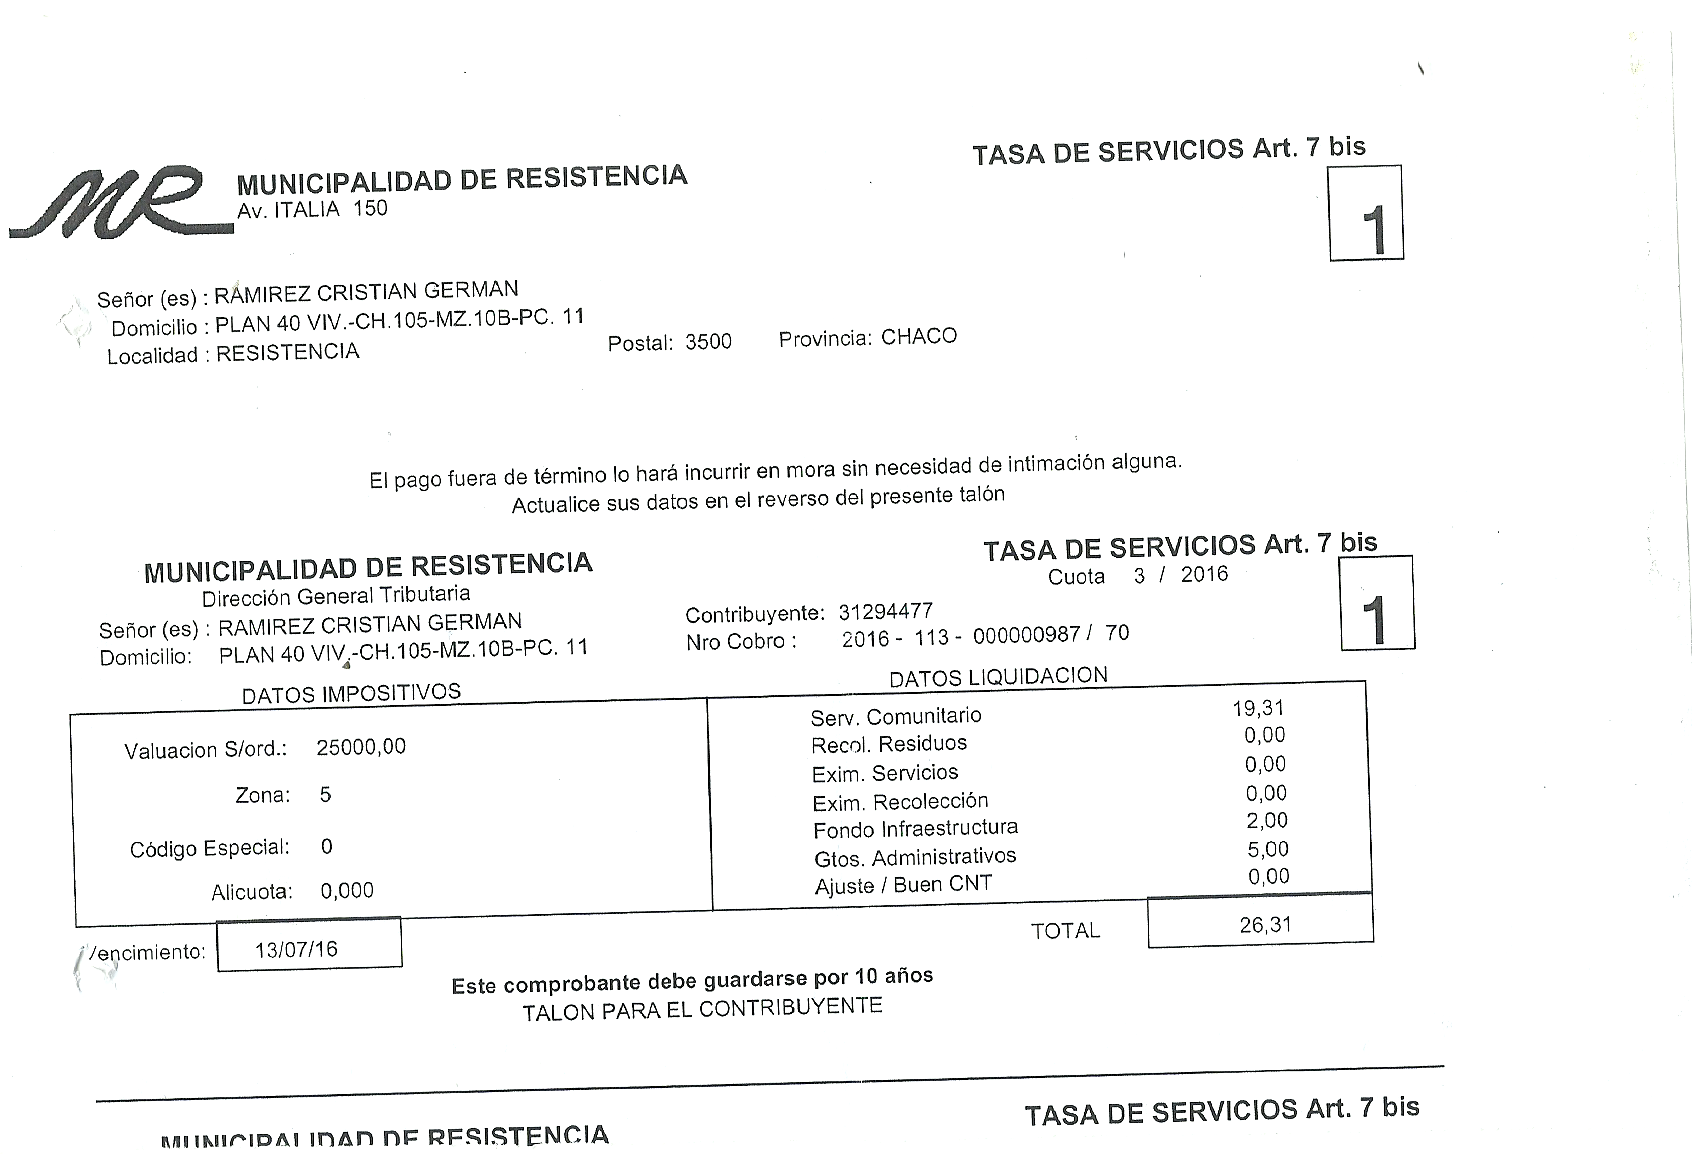 TASA DE SERVICIOS Art. 7 bis
MR
MUNICIPALIDAD DE RESISTENCIA
Av. ITALIA 150
1
Señor (es) : RAMIREZ CRISTIAN GERMAN
Domicilio : PLAN 40 VIV.-CH.105-MZ.10B-PC. 11
Localidad : RESISTENCIA Postal: 3500 Provincia: CHACO
El pago fuera de término lo hará incurrir en mora sin necesidad de intimación alguna.
Actualice sus datos en el reverso del presente talón
MUNICIPALIDAD DE RESISTENCIA TASA DE SERVICIOS Art. 7 bis
Dirección General Tributaria Cuota 3 / 2016
1
Señor (es) : RAMIREZ CRISTIAN GERMAN Contribuyente: 31294477
Domicilio: PLAN 40 VIV.-CH.105-MZ.10B-PC. 11 Nro Cobro : 2016 - 113 - 000000987 / 70
DATOS IMPOSITIVOS
Valuacion S/ord.: 25000,00
Zona: 5
Código Especial: 0
Alicuota: 0,000
DATOS LIQUIDACION
Serv. Comunitario 19,31
Recol. Residuos 0,00
Exim. Servicios 0,00
Exim. Recolección 0,00
Fondo Infraestructura 2,00
Gtos. Administrativos 5,00
Ajuste / Buen CNT 0,00
TOTAL 26,31
Vencimiento: 13/07/16
Este comprobante debe guardarse por 10 años
TALON PARA EL CONTRIBUYENTE
TASA DE SERVICIOS Art. 7 bis
MUNICIPALIDAD DE RESISTENCIA